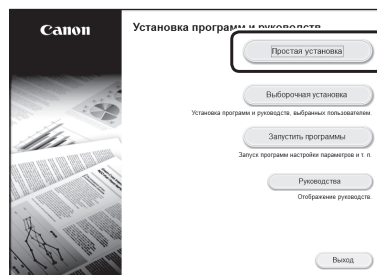 Canon
Установка программ и руководств
Простая установка
Выборочная установка
Установка программ и руководств, выбранных пользователем.
Запустить программы
Запуск программ настройки параметров и т. п.
Руководства
Отображение руководств.
Выход